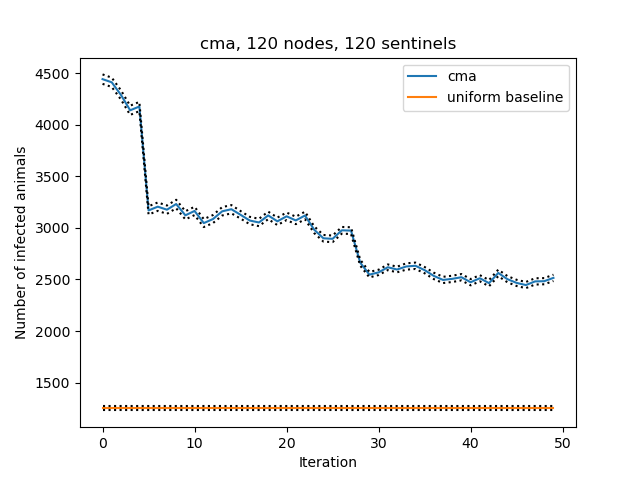 cma, 120 nodes, 120 sentinels
cma
uniform baseline
4500
4000
3500
3000
2500
2000
1500
Number of infected animals
0 10 20 30 40 50
Iteration